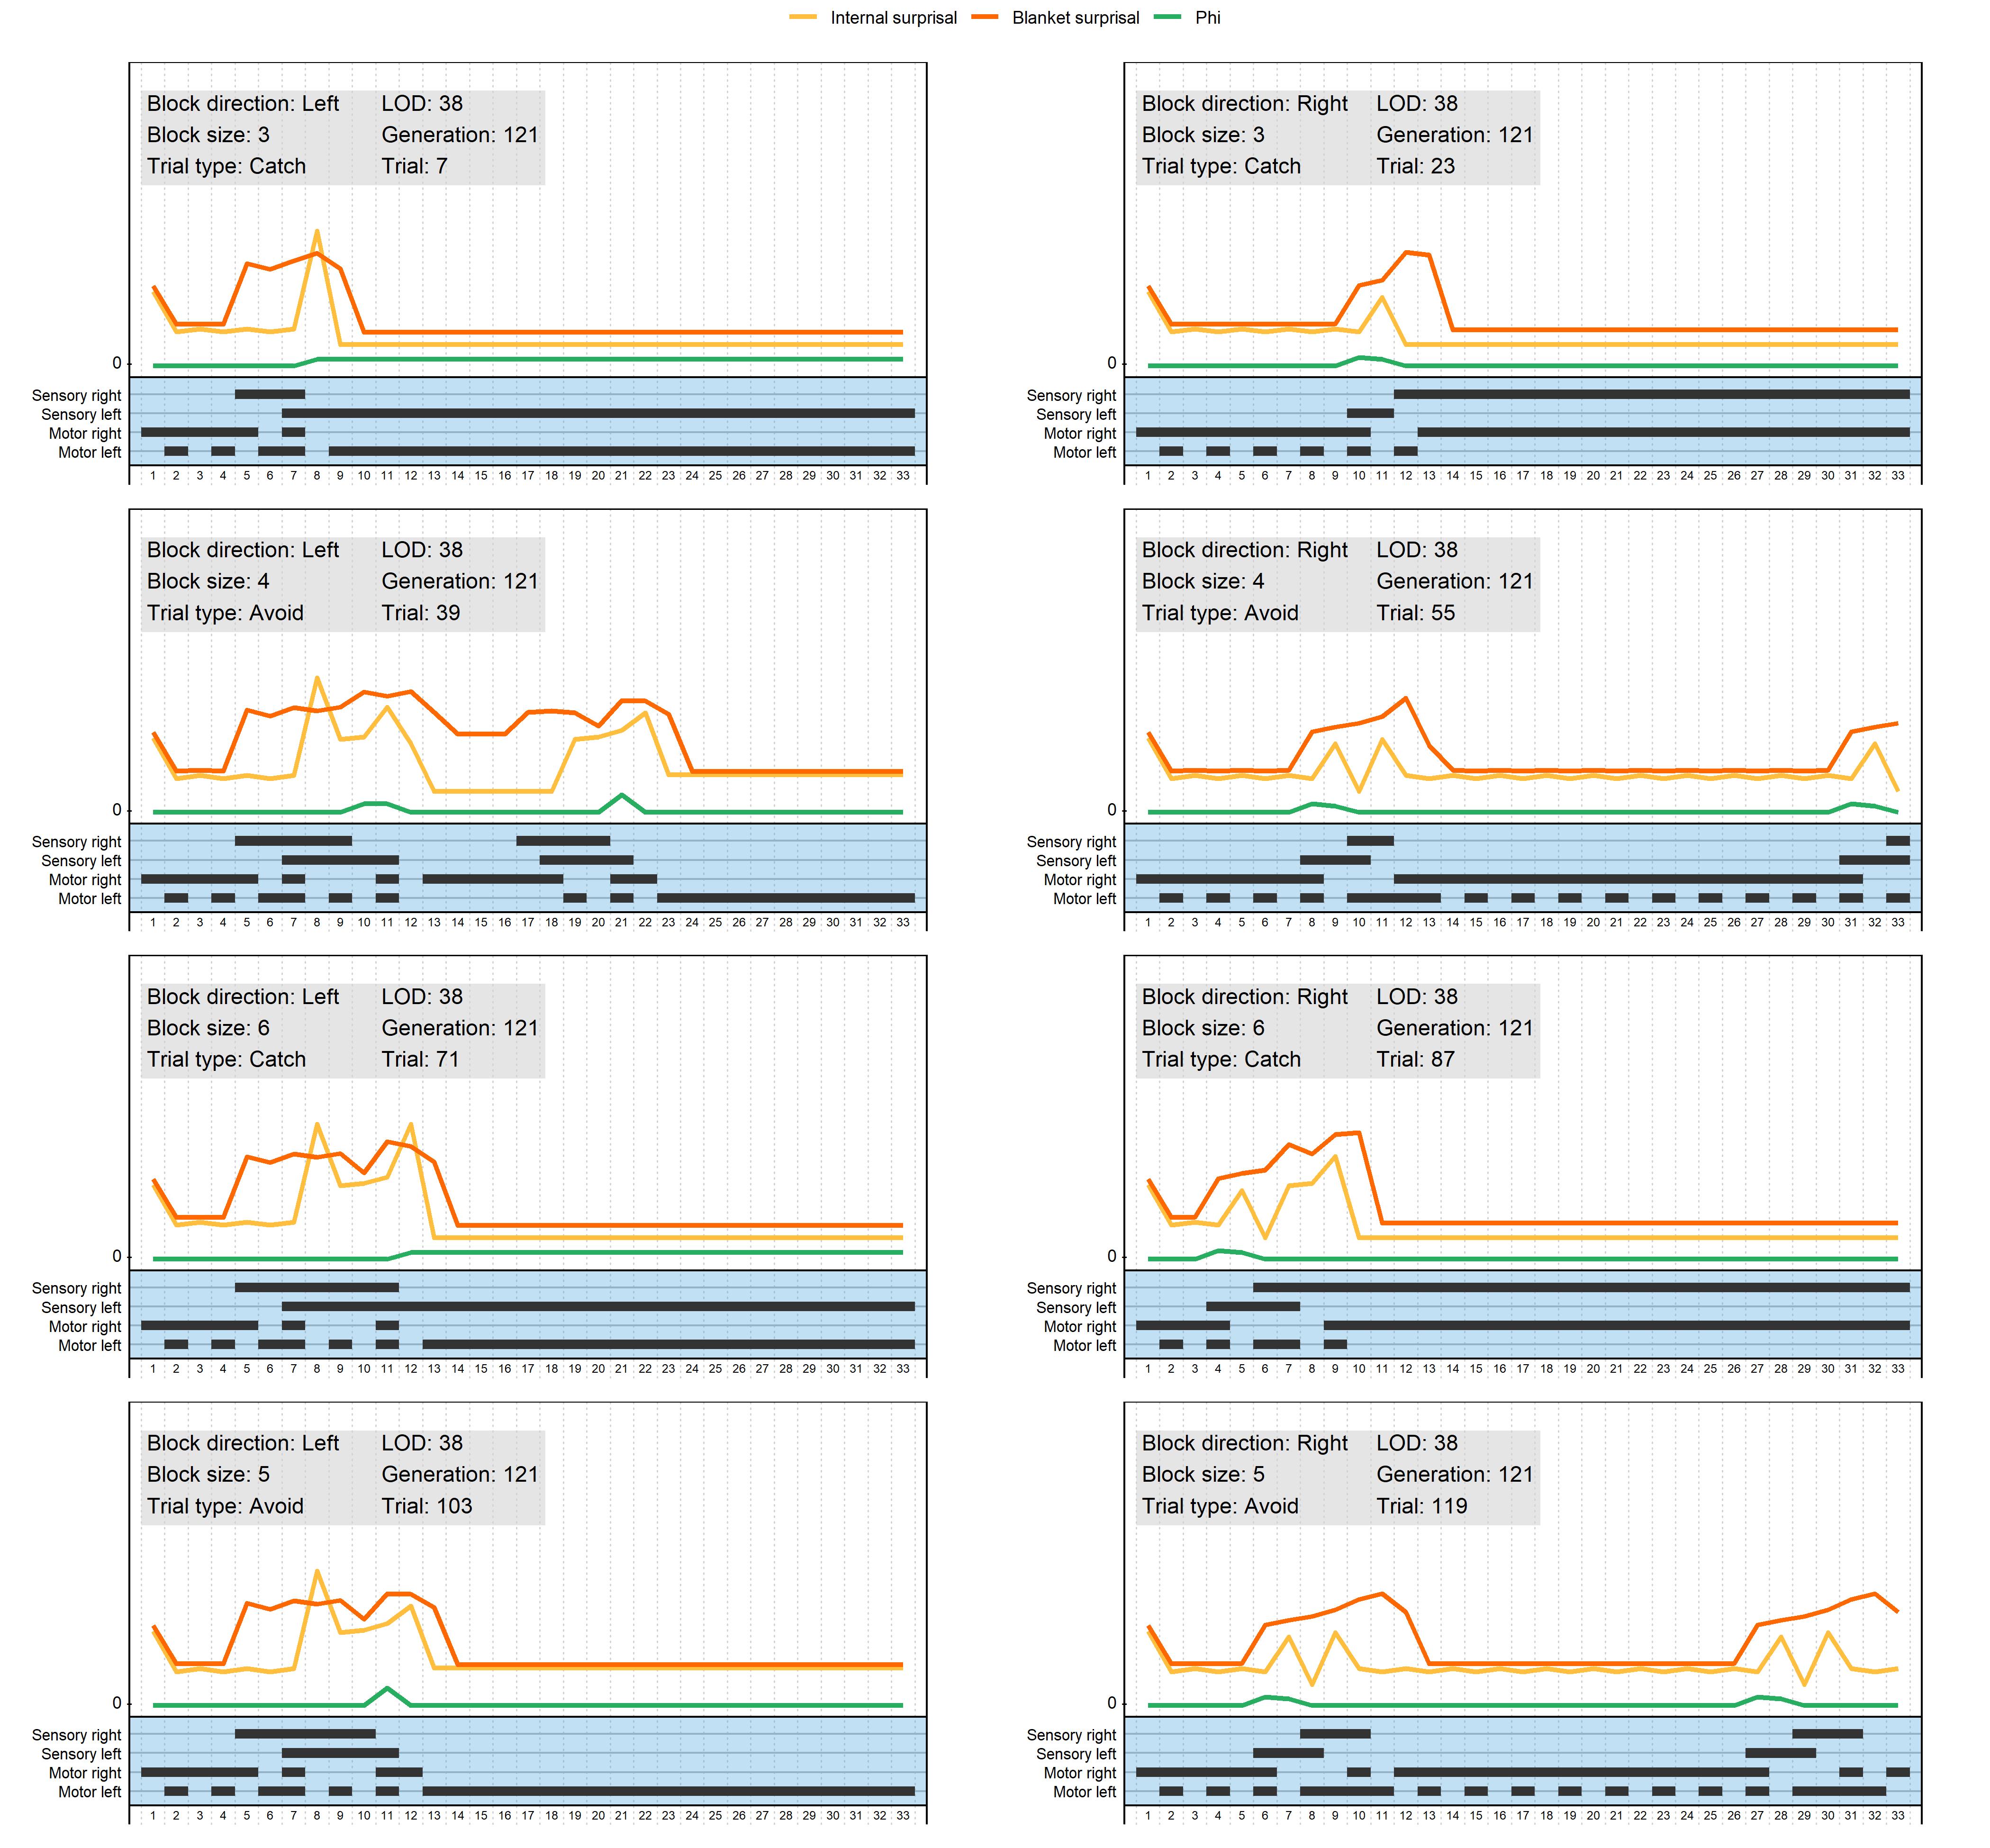 Internal surprisal Blanket surprisal Phi
Block direction: Left LOD: 38
Block size: 3 Generation: 121
Trial type: Catch Trial: 7
0
Sensory right
Sensory left
Motor right
Motor left
1 2 3 4 5 6 7 8 9 10 11 12 13 14 15 16 17 18 19 20 21 22 23 24 25 26 27 28 29 30 31 32 33
Block direction: Right LOD: 38
Block size: 3 Generation: 121
Trial type: Catch Trial: 23
0
Sensory right
Sensory left
Motor right
Motor left
1 2 3 4 5 6 7 8 9 10 11 12 13 14 15 16 17 18 19 20 21 22 23 24 25 26 27 28 29 30 31 32 33
Block direction: Left LOD: 38
Block size: 4 Generation: 121
Trial type: Avoid Trial: 39
0
Sensory right
Sensory left
Motor right
Motor left
1 2 3 4 5 6 7 8 9 10 11 12 13 14 15 16 17 18 19 20 21 22 23 24 25 26 27 28 29 30 31 32 33
Block direction: Right LOD: 38
Block size: 4 Generation: 121
Trial type: Avoid Trial: 55
0
Sensory right
Sensory left
Motor right
Motor left
1 2 3 4 5 6 7 8 9 10 11 12 13 14 15 16 17 18 19 20 21 22 23 24 25 26 27 28 29 30 31 32 33
Block direction: Left LOD: 38
Block size: 6 Generation: 121
Trial type: Catch Trial: 71
0
Sensory right
Sensory left
Motor right
Motor left
1 2 3 4 5 6 7 8 9 10 11 12 13 14 15 16 17 18 19 20 21 22 23 24 25 26 27 28 29 30 31 32 33
Block direction: Right LOD: 38
Block size: 6 Generation: 121
Trial type: Catch Trial: 87
0
Sensory right
Sensory left
Motor right
Motor left
1 2 3 4 5 6 7 8 9 10 11 12 13 14 15 16 17 18 19 20 21 22 23 24 25 26 27 28 29 30 31 32 33
Block direction: Left LOD: 38
Block size: 5 Generation: 121
Trial type: Avoid Trial: 103
0
Sensory right
Sensory left
Motor right
Motor left
1 2 3 4 5 6 7 8 9 10 11 12 13 14 15 16 17 18 19 20 21 22 23 24 25 26 27 28 29 30 31 32 33
Block direction: Right LOD: 38
Block size: 5 Generation: 121
Trial type: Avoid Trial: 119
0
Sensory right
Sensory left
Motor right
Motor left
1 2 3 4 5 6 7 8 9 10 11 12 13 14 15 16 17 18 19 20 21 22 23 24 25 26 27 28 29 30 31 32 33